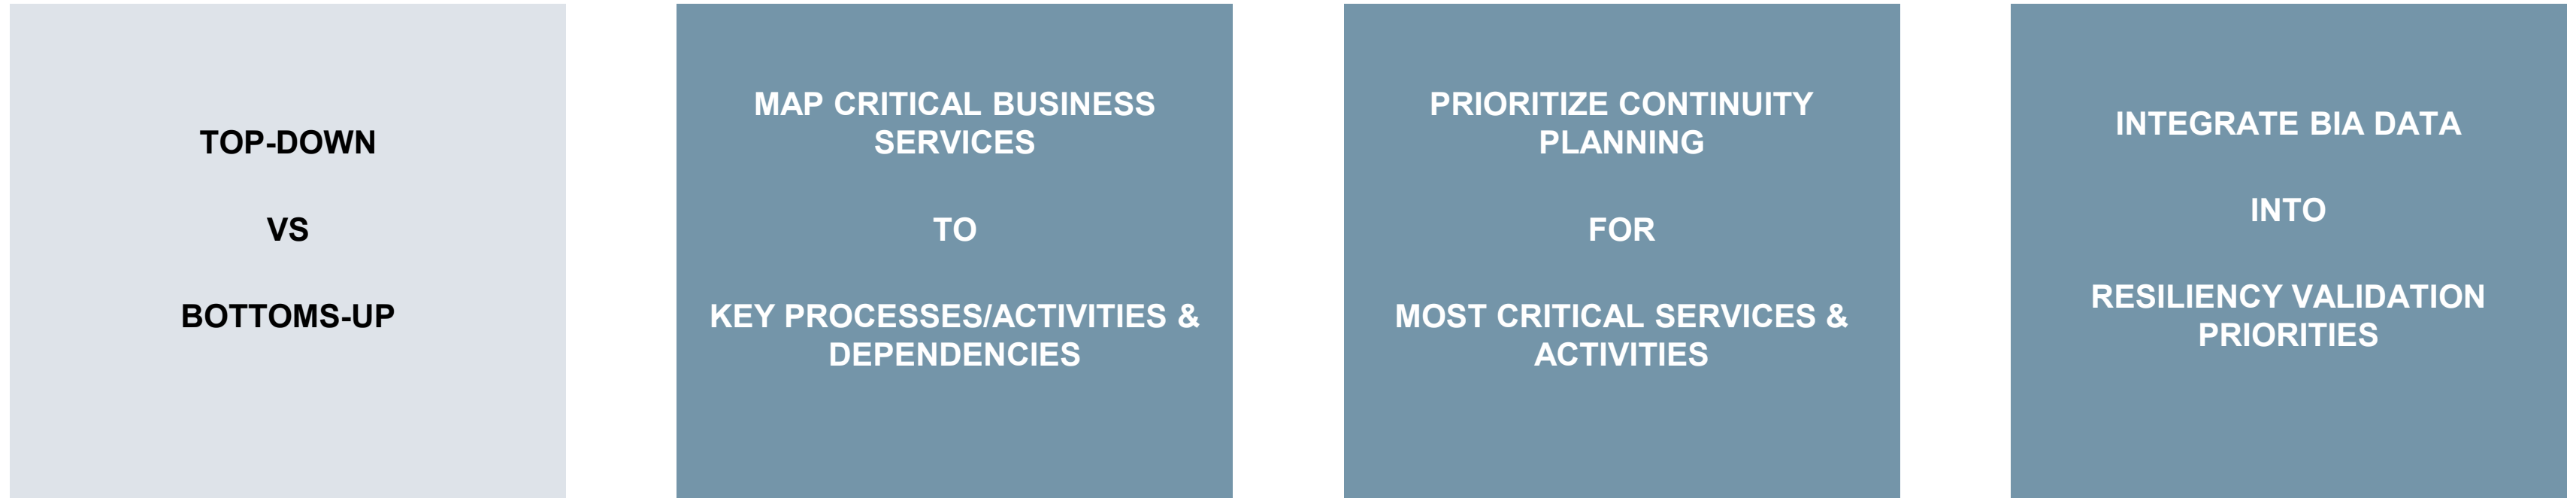 TOP-DOWN
VS
BOTTOMS-UP
MAP CRITICAL BUSINESS
SERVICES
TO
KEY PROCESSES/ACTIVITIES &
DEPENDENCIES
PRIORITIZE CONTINUITY
PLANNING
FOR
MOST CRITICAL SERVICES &
ACTIVITIES
INTEGRATE BIA DATA
INTO
RESILIENCY VALIDATION
PRIORITIES